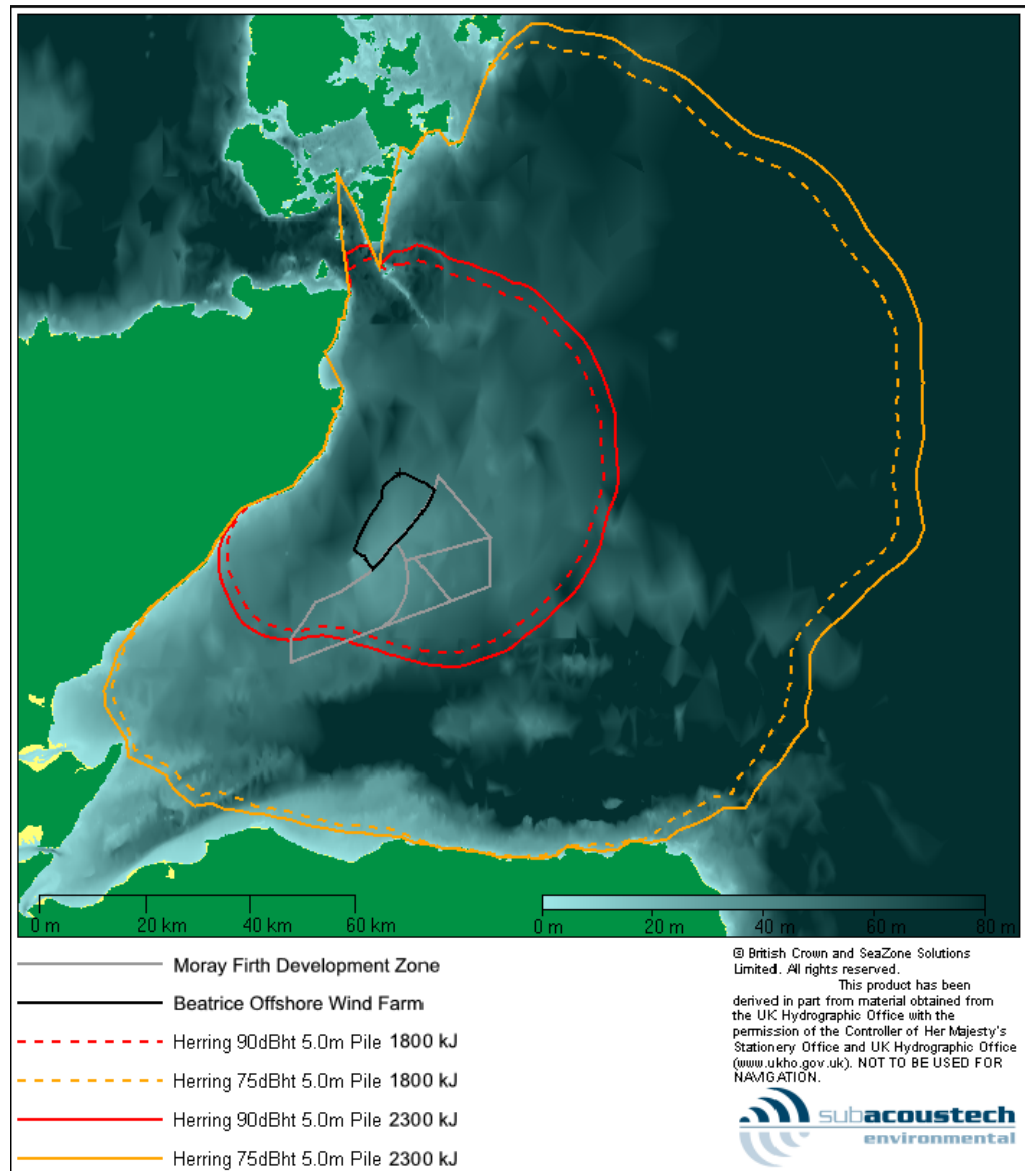 0 m 20 km 40 km 60 km
0 m 20 m 40 m 60 m 80 m
Moray Firth Development Zone
Beatrice Offshore Wind Farm
Herring 90dBht 5.0m Pile 1800 kJ
Herring 75dBht 5.0m Pile 1800 kJ
Herring 90dBht 5.0m Pile 2300 kJ
Herring 75dBht 5.0m Pile 2300 kJ
© British Crown and SeaZone Solutions
Limited. All rights reserved.
This product has been
derived in part from material obtained from
the UK Hydrographic Office with the
permission of the Controller of Her Majesty's
Stationery Office and UK Hydrographic Office
(www.ukho.gov.uk). NOT TO BE USED FOR
NAVIGATION.
subacoustech
environmental